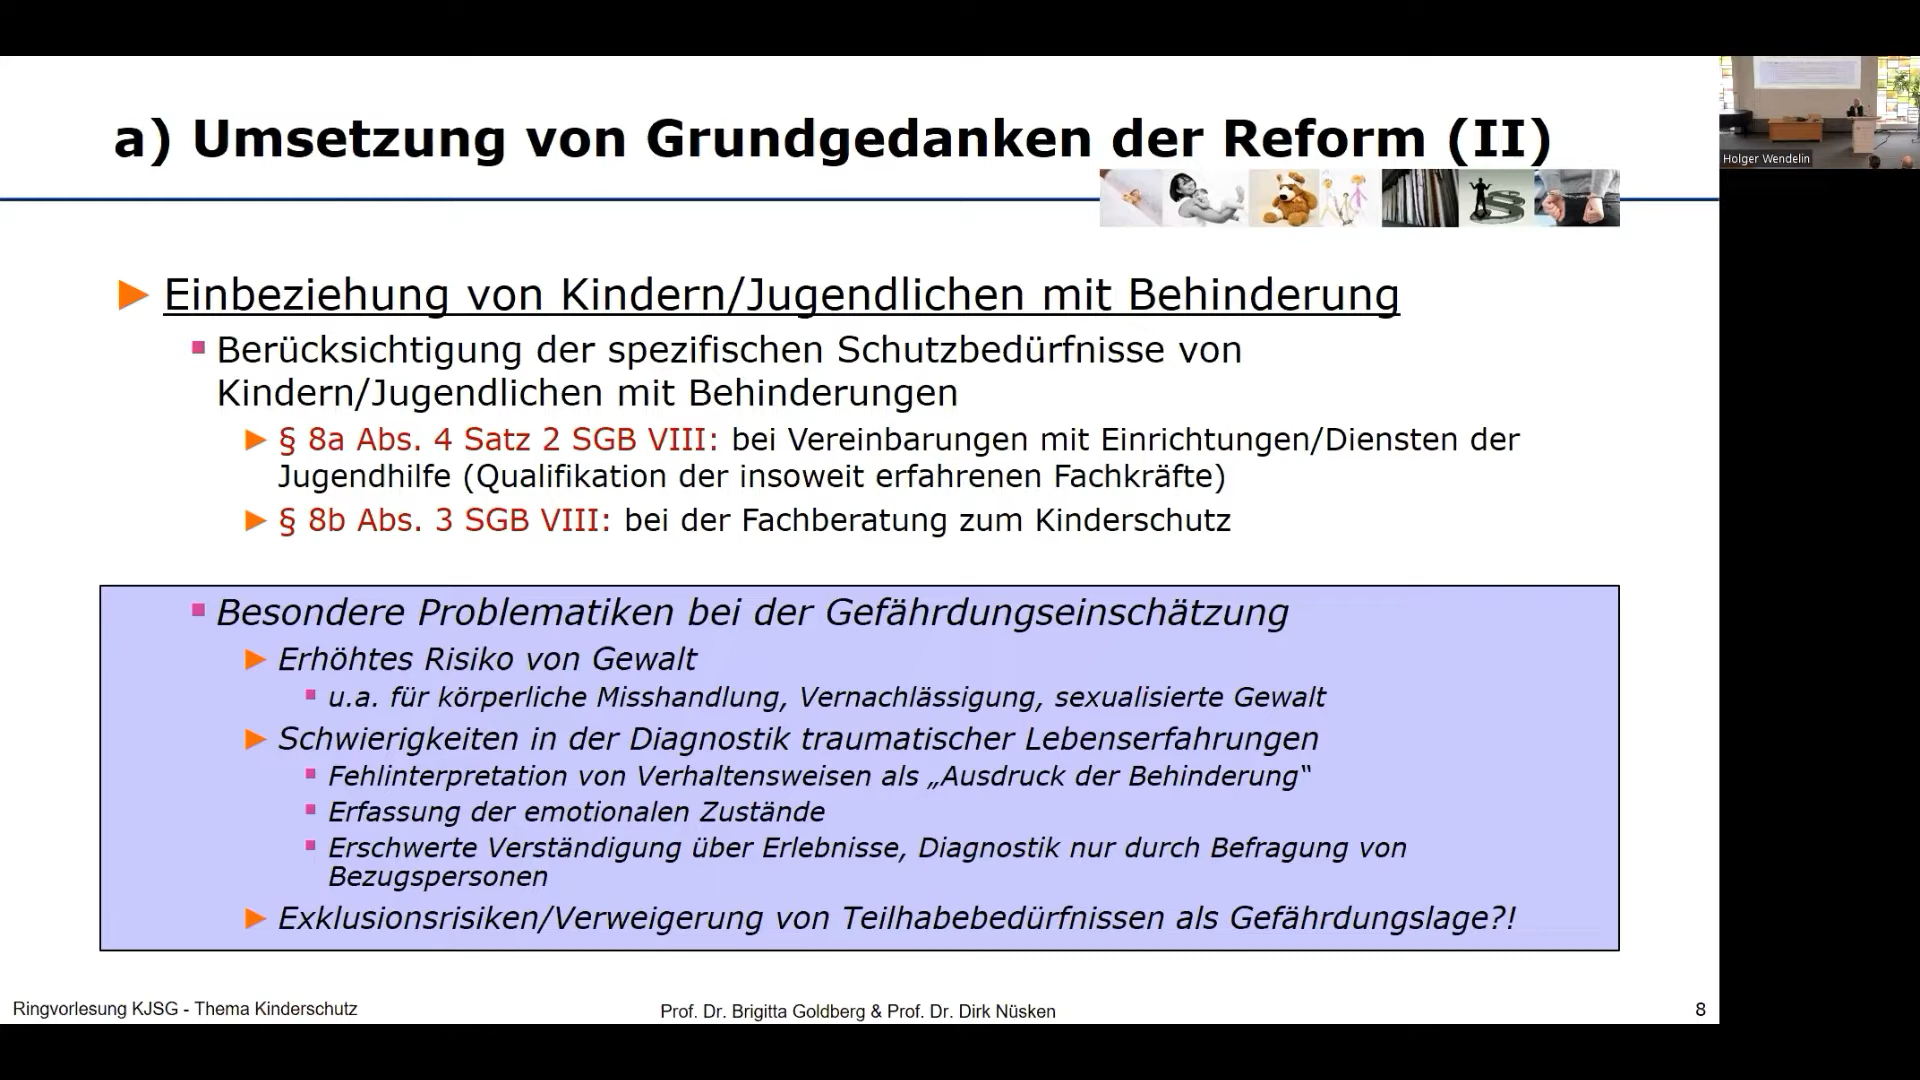 a) Umsetzung von Grundgedanken der Reform (II)
Holger Wendelin
Einbeziehung von Kindern/Jugendlichen mit Behinderung
Berücksichtigung der spezifischen Schutzbedürfnisse von
Kindern/Jugendlichen mit Behinderungen
§ 8a Abs. 4 Satz 2 SGB VIII: bei Vereinbarungen mit Einrichtungen/Diensten der
Jugendhilfe (Qualifikation der insoweit erfahrenen Fachkräfte)
§ 8b Abs. 3 SGB VIII: bei der Fachberatung zum Kinderschutz
Besondere Problematiken bei der Gefährdungseinschätzung
Erhöhtes Risiko von Gewalt
u.a. für körperliche Misshandlung, Vernachlässigung, sexualisierte Gewalt
Schwierigkeiten in der Diagnostik traumatischer Lebenserfahrungen
Fehlinterpretation von Verhaltensweisen als „Ausdruck der Behinderung“
Erfassung der emotionalen Zustände
Erschwerte Verständigung über Erlebnisse, Diagnostik nur durch Befragung von
Bezugspersonen
Exklusionsrisiken/Verweigerung von Teilhabebedürfnissen als Gefährdungslage?!
Ringvorlesung KJSG - Thema Kinderschutz
Prof. Dr. Brigitta Goldberg & Prof. Dr. Dirk Nüsken
8